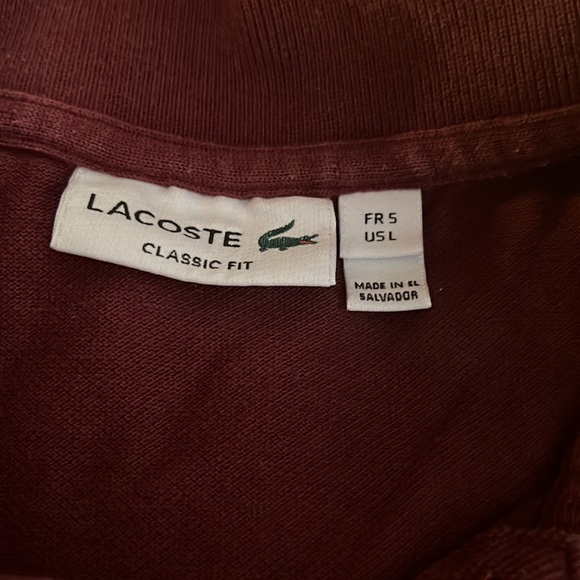 LACOSTE
CLASSIC FIT
FR 5
US L
MADE IN EL
SALVADOR